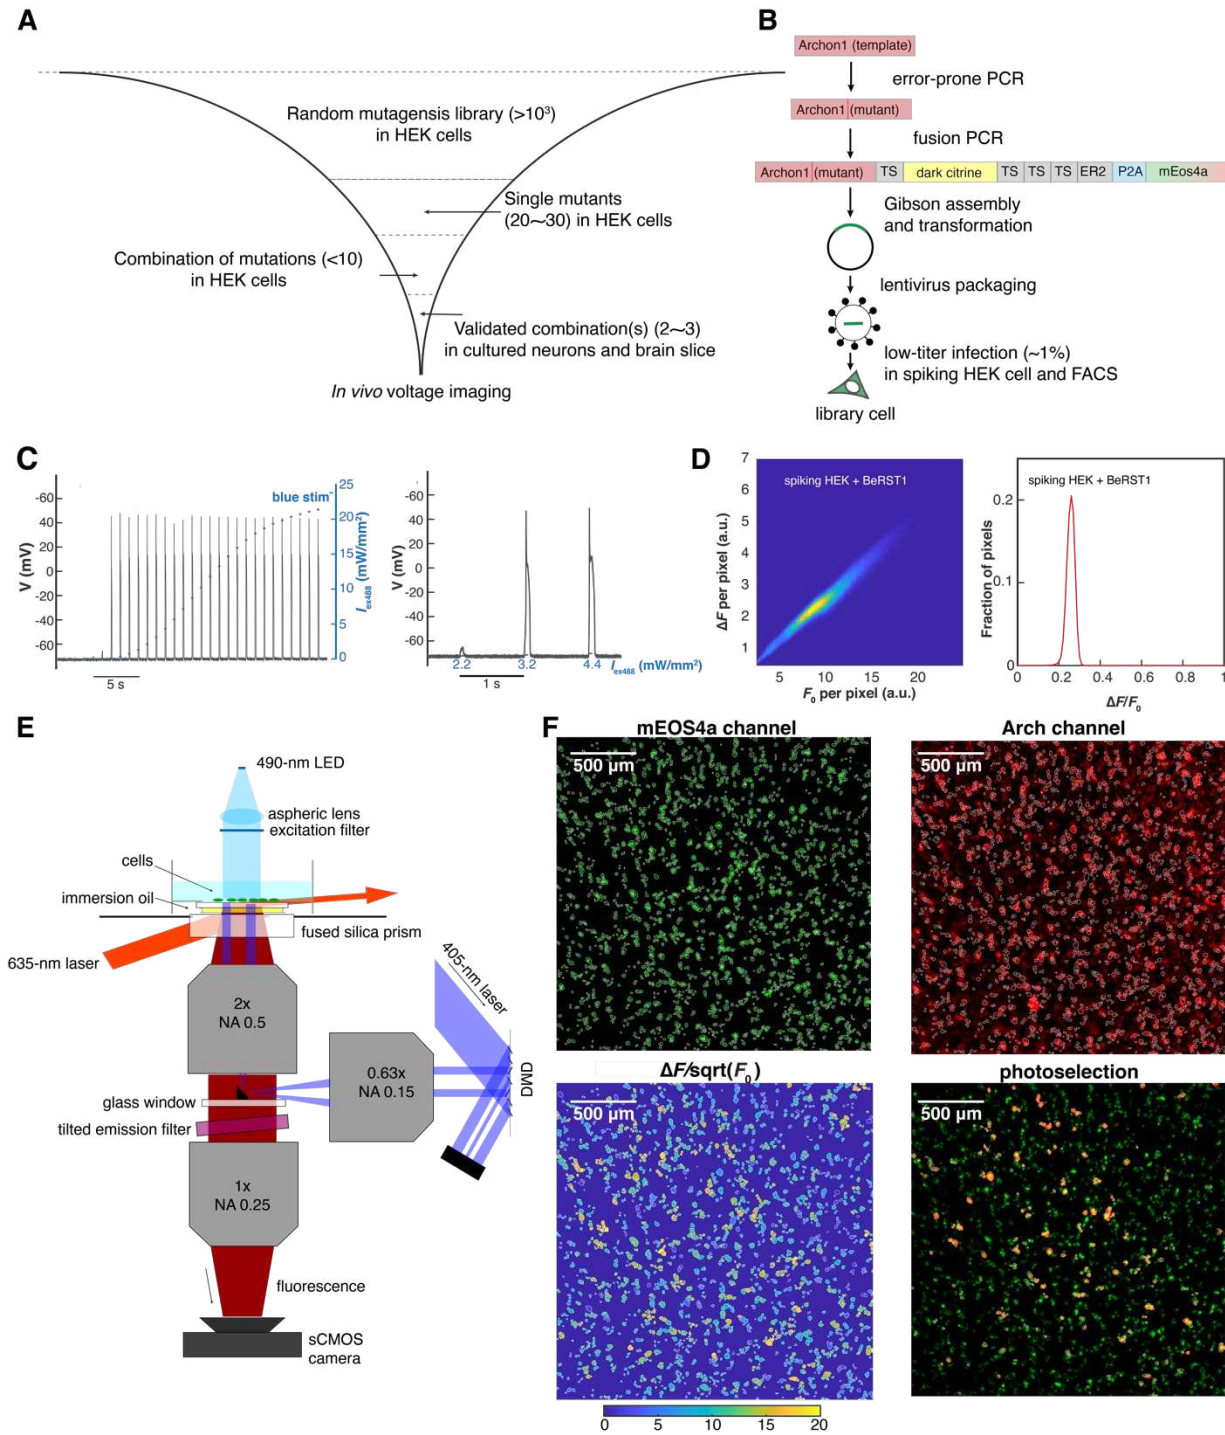 A
Random mutagensis library (>10³)
in HEK cells
Single mutants
(20~30) in HEK cells
Combination of mutations (<10)
in HEK cells
Validated combination(s) (2~3)
in cultured neurons and brain slice
In vivo voltage imaging
B
Archon1 (template)
error-prone PCR
Archon1 (mutant)
fusion PCR
Archon1 (mutant) TS dark citrine TS TS TS ER2 P2A mEos4a
Gibson assembly
and transformation
lentivirus packaging
low-titer infection (~1%)
in spiking HEK cell and FACS
library cell
C
V (mV)
-60
-40
-20
0
-20
-40
-60
5 s
blue stim
25
20
15
10
5
0
Iex488 (mW/mm²)
V (mV)
-60
-40
-20
0
-20
-40
-60
2.2 3.2 4.4 Iex488 (mW/mm²)
1 s
D
spiking HEK + BeRST1
ΔF per pixel (a.u.)
7
6
5
4
3
2
1
5 10 15 20
F₀ per pixel (a.u.)
spiking HEK + BeRST1
Fraction of pixels
0.2
0.1
0
0 0.2 0.4 0.6 0.8 1
ΔF/F₀
E
490-nm LED
aspheric lens
excitation filter
cells
immersion oil
fused silica prism
635-nm laser
405-nm laser
2x
NA 0.5
0.63x
NA 0.15
DMD
glass window
tilted emission filter
1x
NA 0.25
fluorescence
sCMOS
camera
F
mEOS4a channel
500 µm
Arch channel
500 µm
ΔF/sqrt(F₀)
500 µm
0 5 10 15 20
photoselection
500 µm